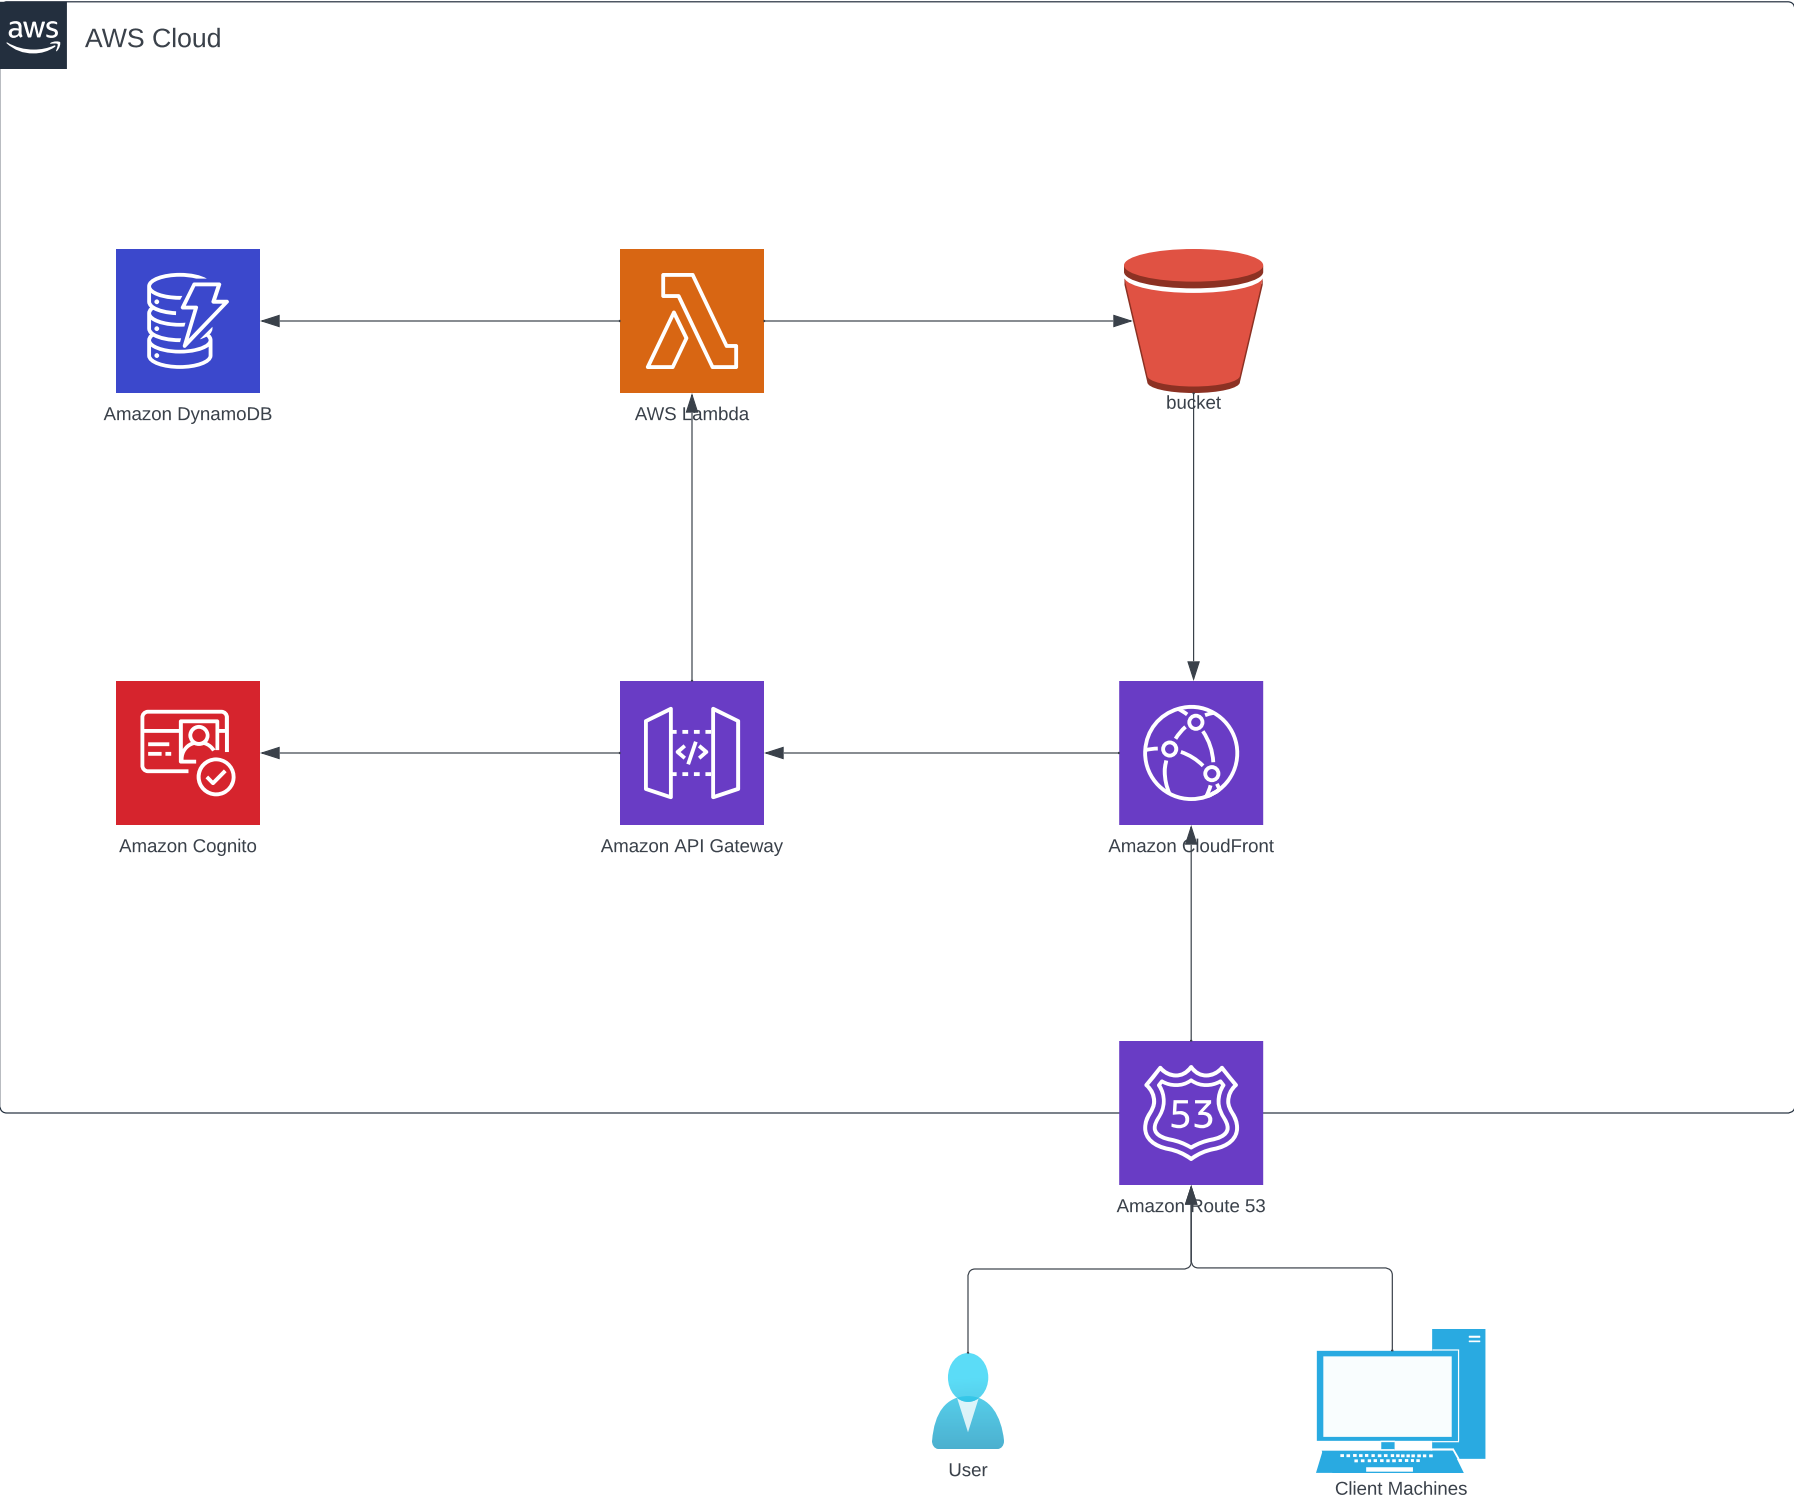 aws
AWS Cloud
Amazon DynamoDB
AWS Lambda
bucket
Amazon Cognito
Amazon API Gateway
</>
Amazon CloudFront
53
Amazon Route 53
User
Client Machines